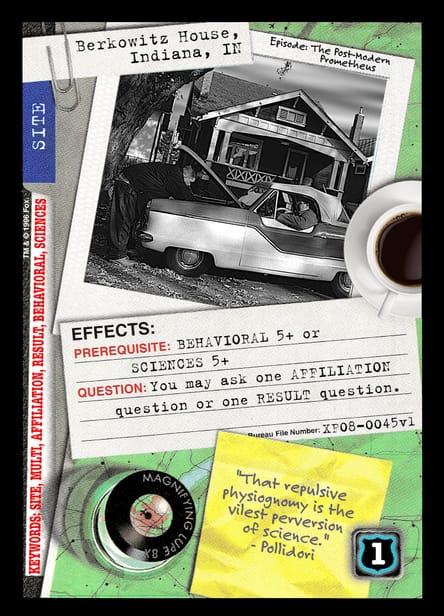 Berkowitz House,
Indiana, IN
Episode: The Post-Modern
Prometheus
SITE
TM & © 1996 Fox.
KEYWORDS: SITE, MULTI, AFFILIATION, RESULT, BEHAVIORAL, SCIENCES
EFFECTS:
PREREQUISITE: BEHAVIORAL 5+ or
SCIENCES 5+
QUESTION: You may ask one AFFILIATION
question or one RESULT question.
Bureau File Number: XF08-0045v1
MAGNIFYING LUPE 8X
"That repulsive
physiognomy is the
vilest perversion
of science."
- Pollidori
1